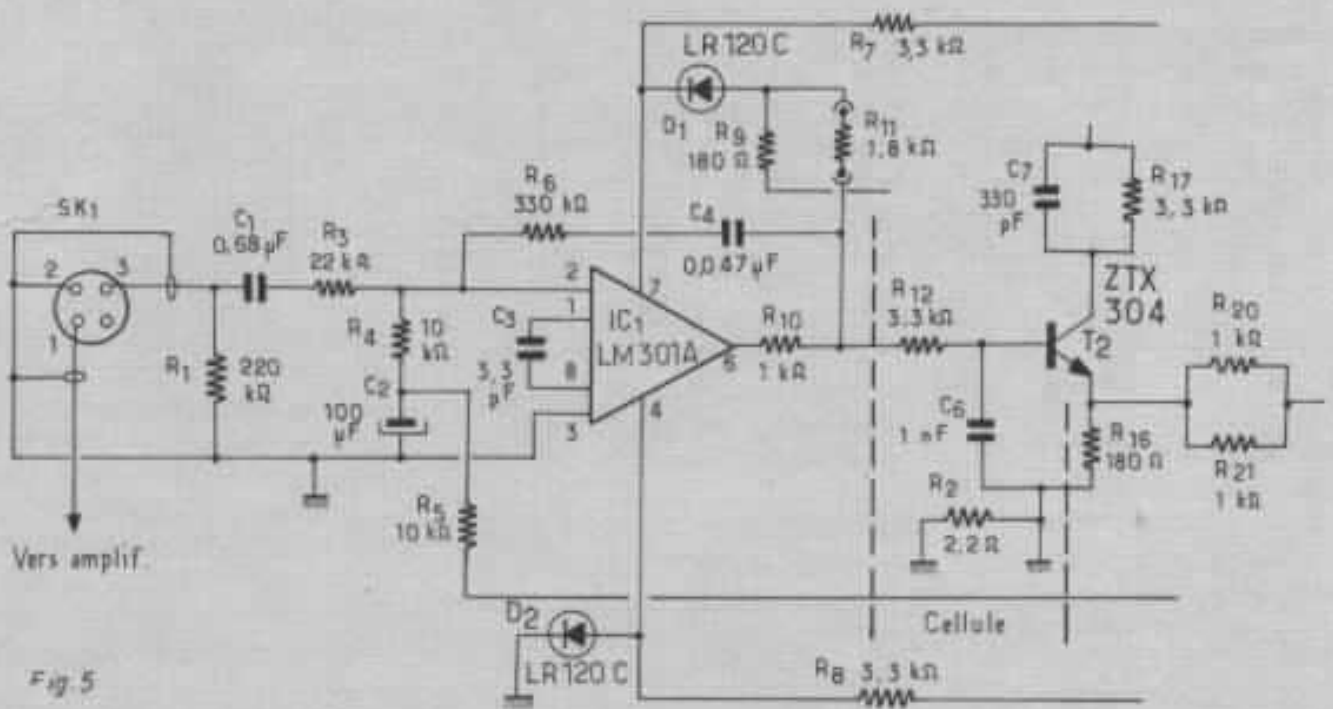 R7 3,3 kΩ
LR120C
D1
R9
180 Ω
R11
1,8 kΩ
C7
330
pF
R17
3,3 kΩ
R6
330 kΩ
C4
0,047 µF
SK1
C1
0,68 µF
R3
22 kΩ
2
3
1
R1
220
kΩ
R4
10
kΩ
C2
100
µF
C3
3,3
pF
2
1
8
3
7
4
6
IC1
LM301A
R10
1 kΩ
R12
3,3 kΩ
ZTX
304
T2
R20
1 kΩ
R21
1 kΩ
C6
1 nF
R16
180 Ω
R2
2,2 Ω
R5
10 kΩ
Vers amplif.
D2
LR120C
Cellule
R8 3,3 kΩ
Fig. 5